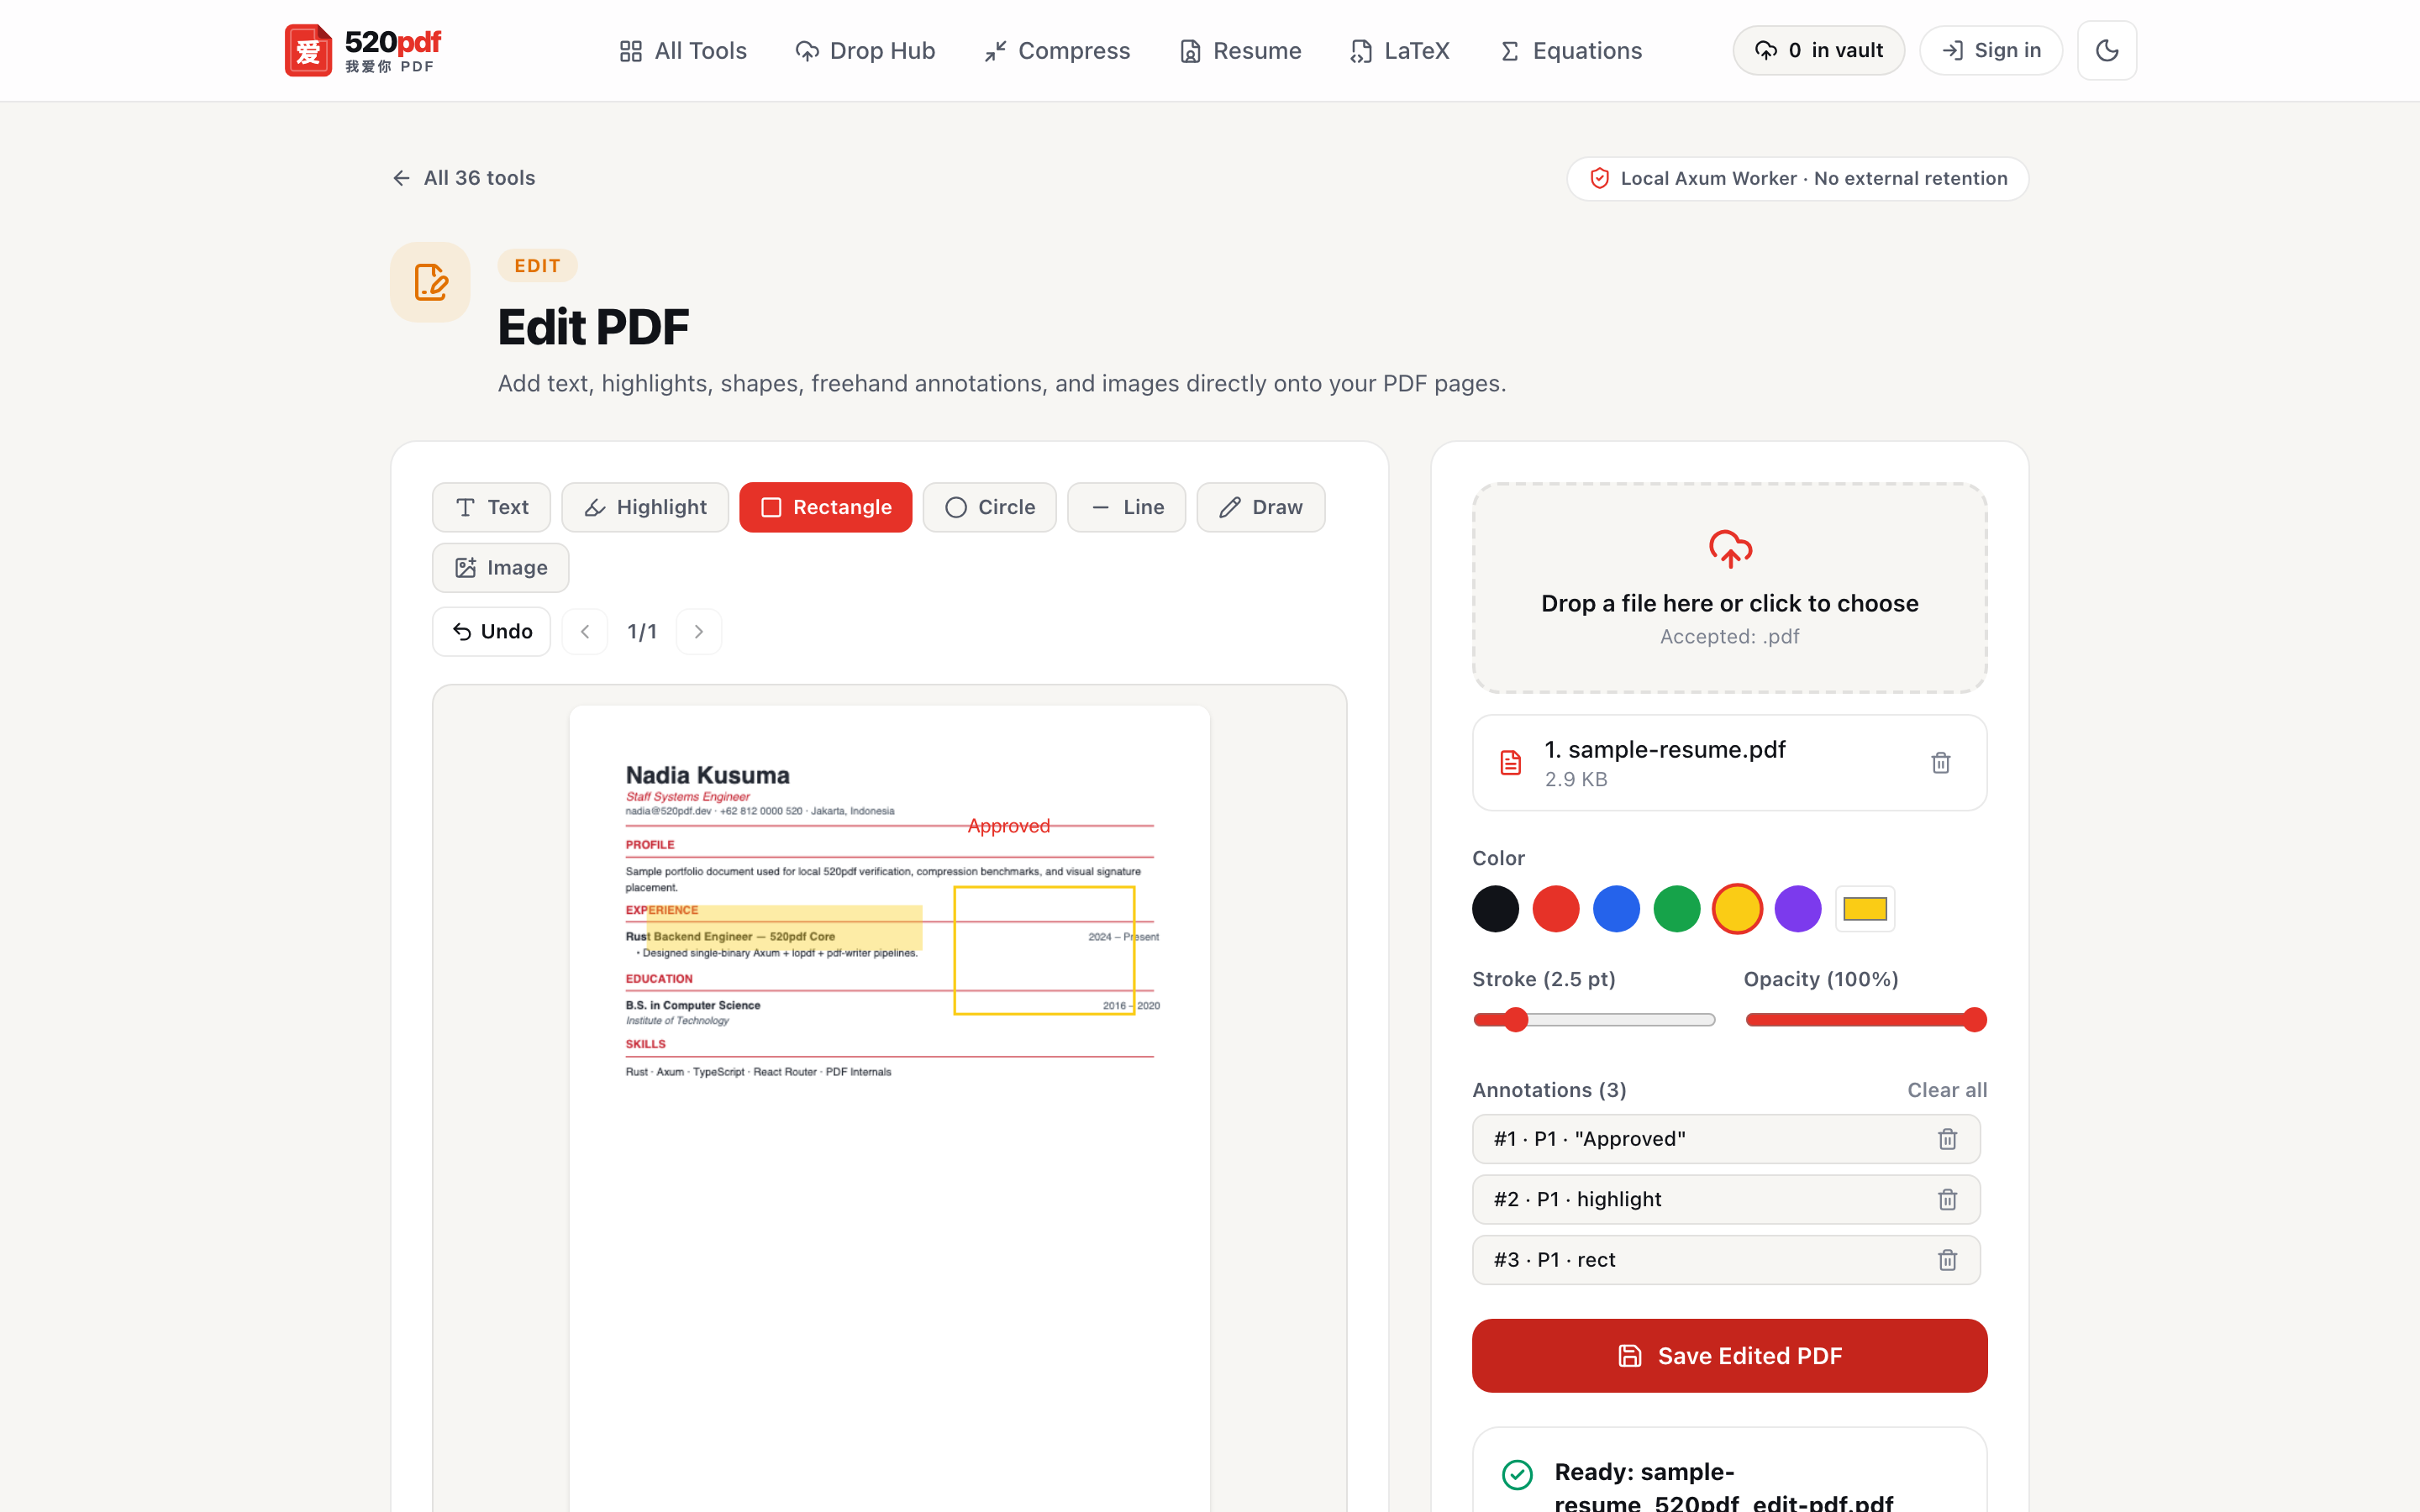 爱
520pdf
我爱你 PDF
All Tools
Drop Hub
Compress
Resume
LaTeX
Equations
0 in vault
Sign in
All 36 tools
Local Axum Worker · No external retention
EDIT
Edit PDF
Add text, highlights, shapes, freehand annotations, and images directly onto your PDF pages.
Text
Highlight
Rectangle
Circle
Line
Draw
Image
Undo
1/1
Nadia Kusuma
Staff Systems Engineer
nadia@520pdf.dev · +62 812 0000 520 · Jakarta, Indonesia
Approved
PROFILE
Sample portfolio document used for local 520pdf verification, compression benchmarks, and visual signature
placement.
EXPERIENCE
Rust Backend Engineer — 520pdf Core
2024 – Present
• Designed single-binary Axum + lopdf + pdf-writer pipelines.
EDUCATION
B.S. in Computer Science
2016 – 2020
Institute of Technology
SKILLS
Rust · Axum · TypeScript · React Router · PDF Internals
Drop a file here or click to choose
Accepted: .pdf
1. sample-resume.pdf
2.9 KB
Color
Stroke (2.5 pt)
Opacity (100%)
Annotations (3)
Clear all
#1 · P1 · "Approved"
#2 · P1 · highlight
#3 · P1 · rect
Save Edited PDF
Ready: sample-
resume_520pdf_edit-pdf.pdf